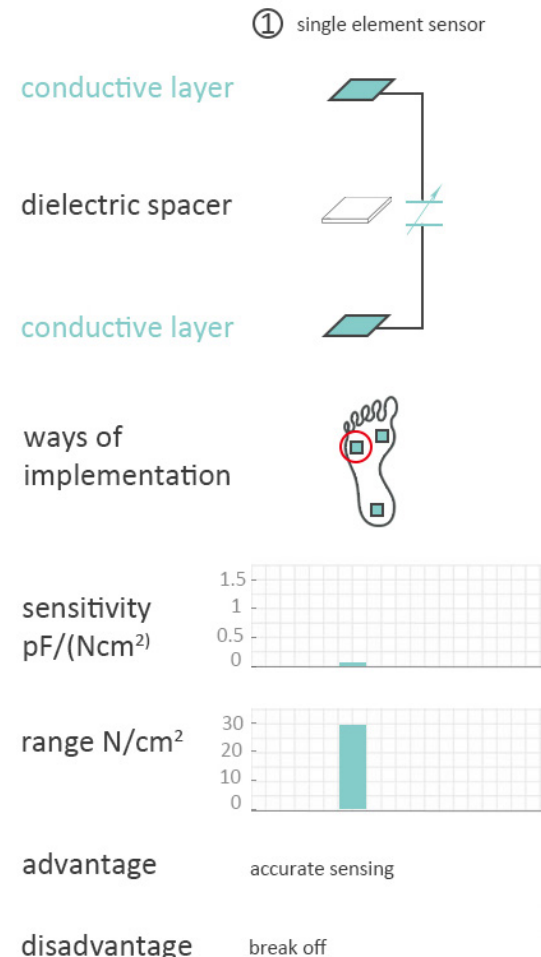 ① single element sensor
conductive layer
dielectric spacer
conductive layer
ways of
implementation
sensitivity
pF/(Ncm²⁾
1.5
1
0.5
0
range N/cm²
30
20
10
0
advantage
accurate sensing
disadvantage
break off